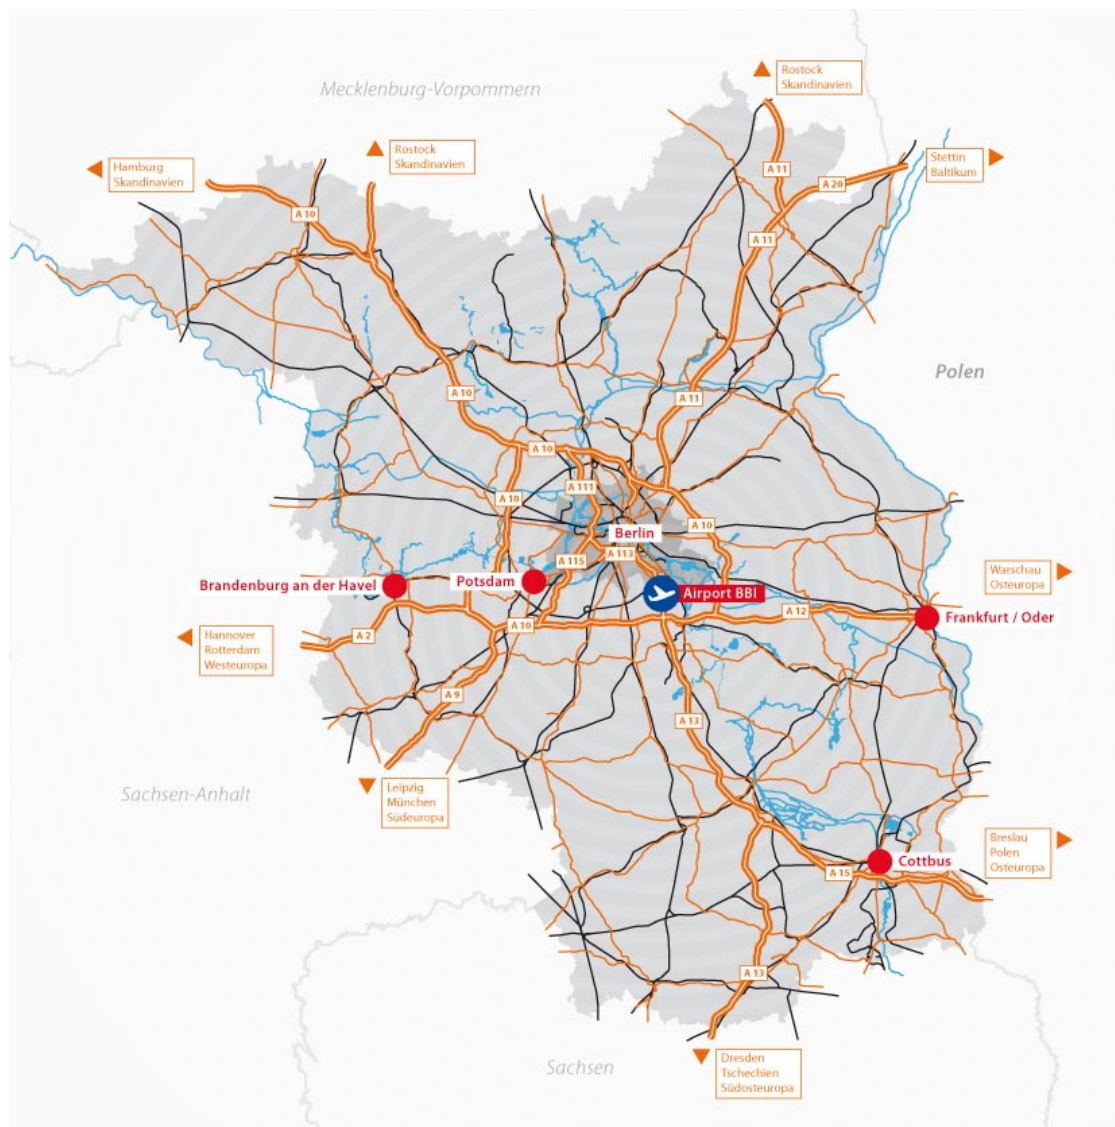 Mecklenburg-Vorpommern
Rostock
Skandinavien
Rostock
Skandinavien
Hamburg
Skandinavien
Stettin
Baltikum
A 11
A 20
A 10
A 11
Polen
A 10
A 11
A 10
A 111
A 10
A 10
Berlin
A 113
A 115
Warschau
Osteuropa
Potsdam
Brandenburg an der Havel
Airport BBI
A 12
Frankfurt / Oder
A 10
A 2
Hannover
Rotterdam
Westeuropa
A 9
A 13
Sachsen-Anhalt
Leipzig
München
Südeuropa
Breslau
Polen
Osteuropa
Cottbus
A 15
A 13
Sachsen
Dresden
Tschechien
Südosteuropa